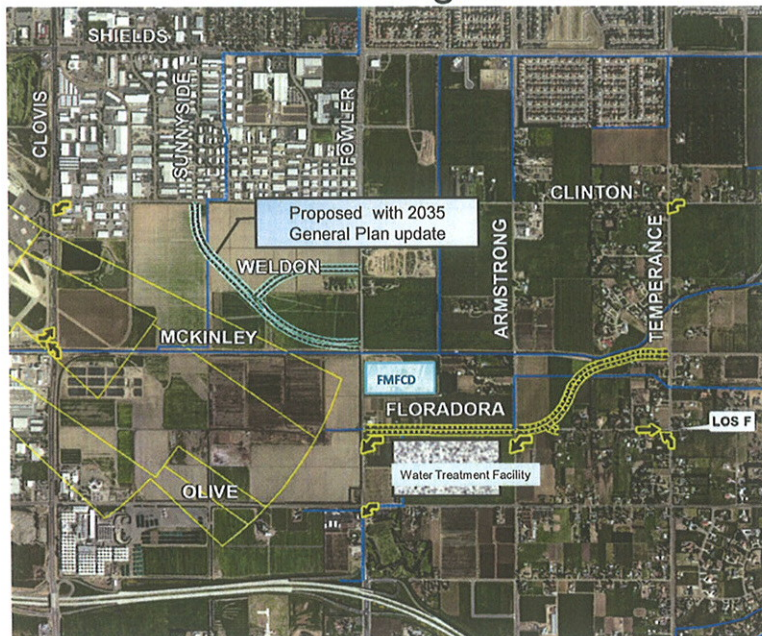 SHIELDS
CLOVIS
SUNNYSIDE
FOWLER
CLINTON
Proposed with 2035
General Plan update
WELDON
ARMSTRONG
TEMPERANCE
MCKINLEY
FMFCD
FLORADORA
LOS F
Water Treatment Facility
OLIVE